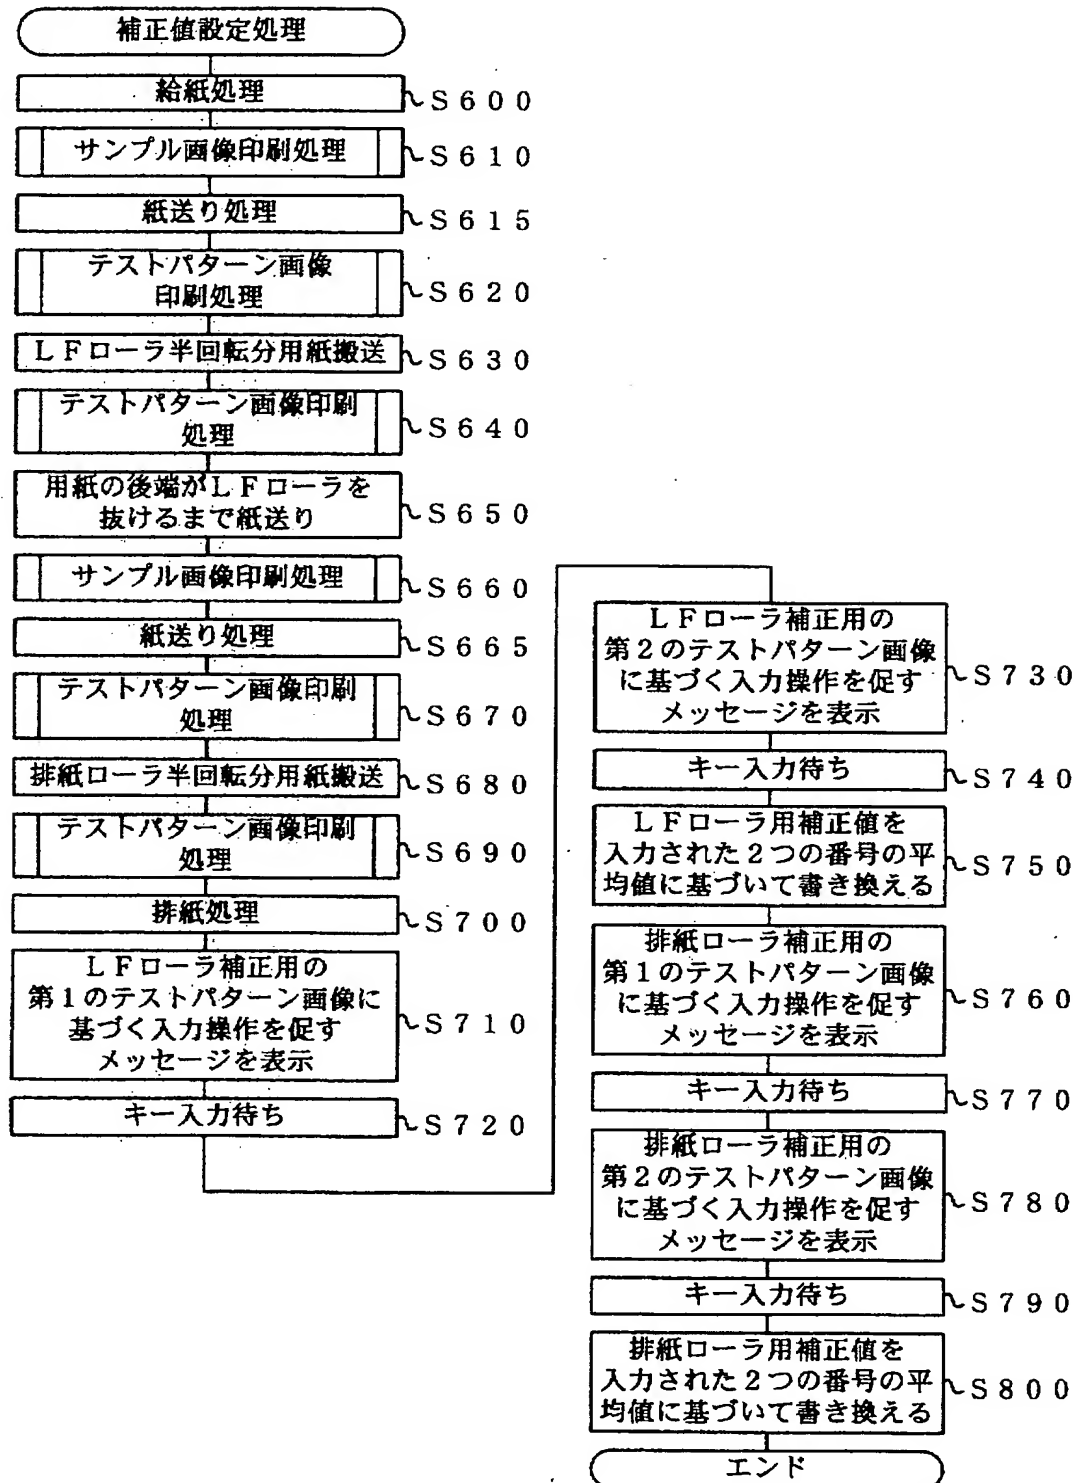 補正値設定処理
給紙処理
S600
サンプル画像印刷処理
S610
紙送り処理
S615
テストパターン画像
印刷処理
S620
LFローラ半回転分用紙搬送
S630
テストパターン画像印刷
処理
S640
用紙の後端がLFローラを
抜けるまで紙送り
S650
サンプル画像印刷処理
S660
紙送り処理
S665
テストパターン画像印刷
処理
S670
排紙ローラ半回転分用紙搬送
S680
テストパターン画像印刷
処理
S690
排紙処理
S700
LFローラ補正用の
第1のテストパターン画像に
基づく入力操作を促す
メッセージを表示
S710
キー入力待ち
S720
LFローラ補正用の
第2のテストパターン画像
に基づく入力操作を促す
メッセージを表示
S730
キー入力待ち
S740
LFローラ用補正値を
入力された2つの番号の平
均値に基づいて書き換える
S750
排紙ローラ補正用の
第1のテストパターン画像
に基づく入力操作を促す
メッセージを表示
S760
キー入力待ち
S770
排紙ローラ補正用の
第2のテストパターン画像
に基づく入力操作を促す
メッセージを表示
S780
キー入力待ち
S790
排紙ローラ用補正値を
入力された2つの番号の平
均値に基づいて書き換える
S800
エンド